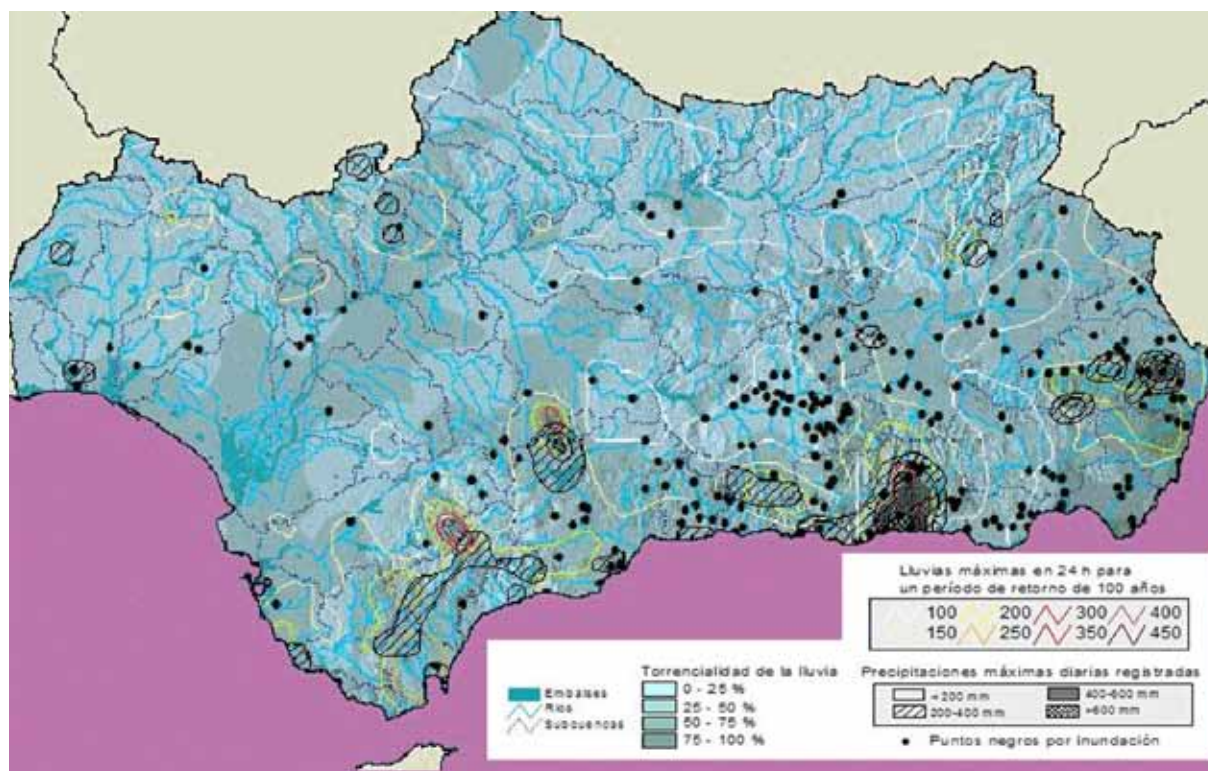 Lluvias máximas en 24 h para
un período de retorno de 100 años
100 200 300 400
150 250 350 450
Embalses
Ríos
Subcuencas
Torrencialidad de la lluvia
0 - 25 %
25 - 50 %
50 - 75 %
75 - 100 %
Precipitaciones máximas diarias registradas
200 mm 400-600 mm
200-400 mm >600 mm
Puntos negros por inundación